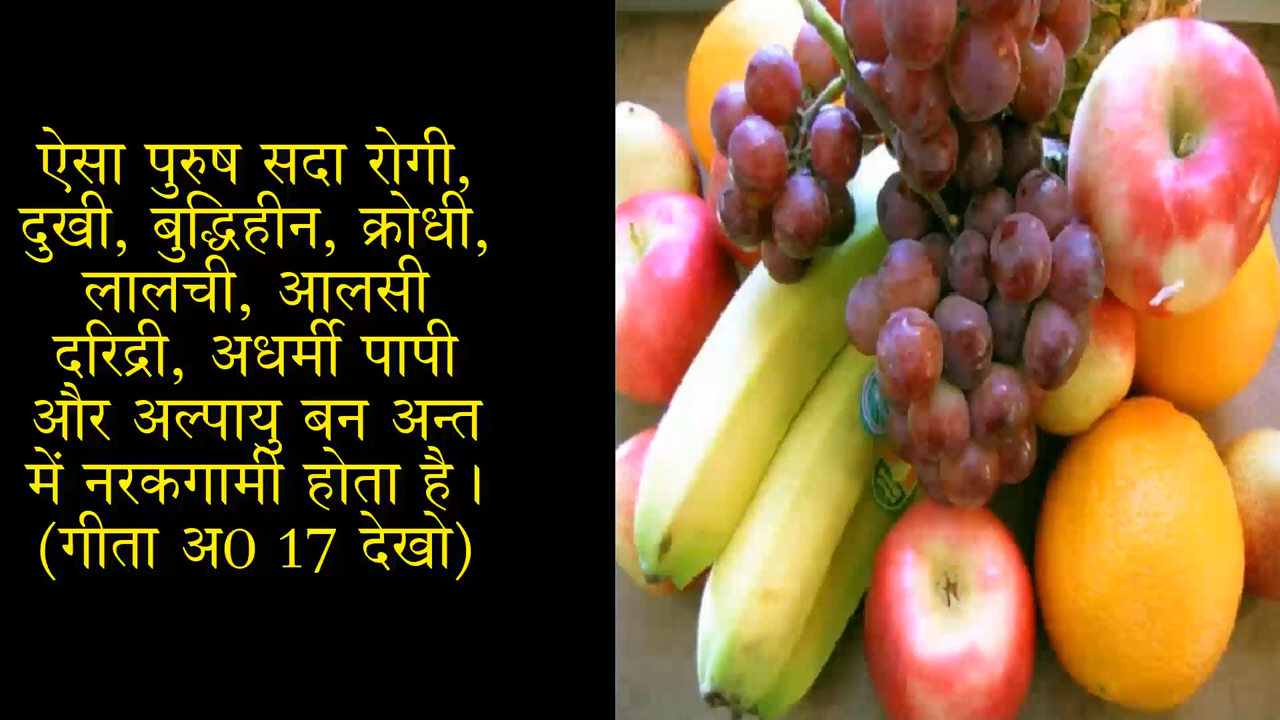 ऐसा पुरुष सदा रोगी,
दुखी, बुद्धिहीन, क्रोधी,
लालची, आलसी
दरिद्री, अधर्मी पापी
और अल्पायु बन अन्त
में नरकगामी होता है।
(गीता अ0 17 देखो)